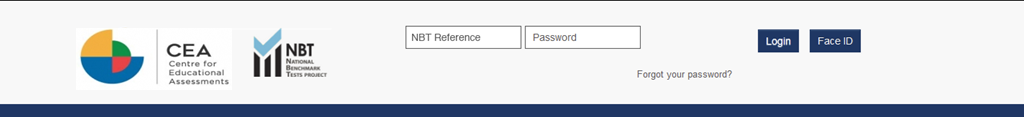 CEA
Centre for
Educational
Assessments
NBT
NATIONAL
BENCHMARK
TESTS PROJECT
NBT Reference
Password
Login
Face ID
Forgot your password?